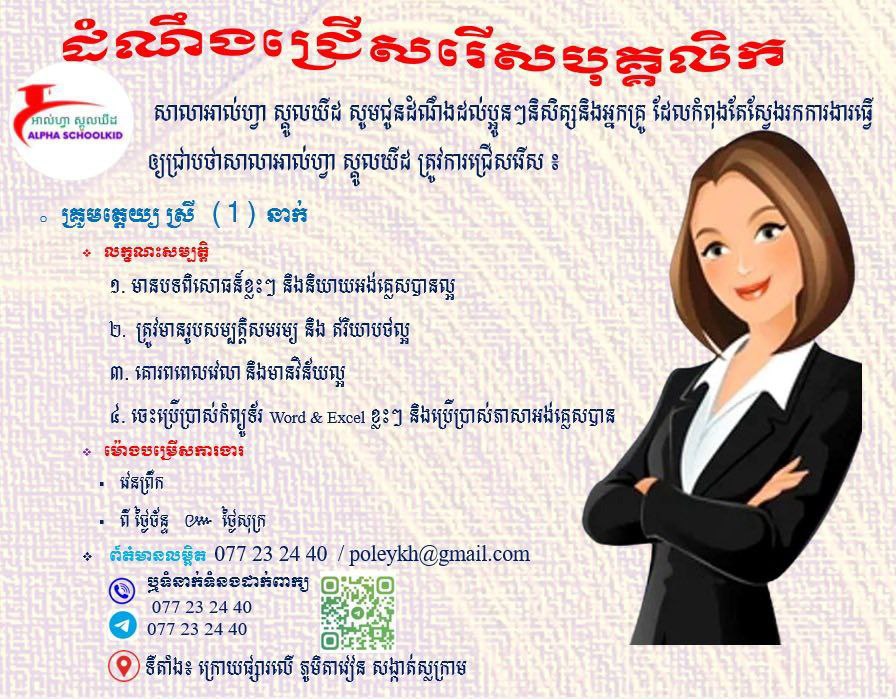 ដំណឹងជ្រើសរើសបុគ្គលិក
អាល់ហ្វា ស្គូលឃីដ
ALPHA SCHOOLKID
សាលាអាល់ហ្វា ស្គូលឃីដ សូមជូនដំណឹងដល់ប្អូនៗនិសិត្សនិងអ្នកគ្រូ ដែលកំពុងតែស្វែងរកការងារធ្វើ
ឲ្យជ្រាបថាសាលាអាល់ហ្វា ស្គូលឃីដ ត្រូវការជ្រើសរើស ៖
គ្រូមត្តេយ្យ ស្រី (1) នាក់
លក្ខណះសម្បត្តិ
១. មានបទពិសោធន៍ខ្លះៗ និងនិយាយអង់គ្លេសបានល្អ
២. ត្រូវមានរូបសម្បត្តិសមរម្យ និង ឥរិយាបថល្អ
៣. គោរពពេលវេលា និងមានវិន័យល្អ
៤. ចេះប្រើប្រាស់កំព្យូទ័រ Word & Excel ខ្លះៗ និងប្រើប្រាស់ភាសាអង់គ្លេសបាន
ម៉ោងបម្រើសការងារ
វេនព្រឹក
ពី ថ្ងៃច័ន្ទ ដល់ ថ្ងៃសុក្រ
ព័ត៌មានលម្អិត 077 23 24 40 / poleykh@gmail.com
ឬទំនាក់ទំនងដាក់ពាក្យ
077 23 24 40
077 23 24 40
ទីតាំង៖ ក្រោយផ្សារលើ ភូមិតាវៀន សង្កាត់ស្លក្រាម